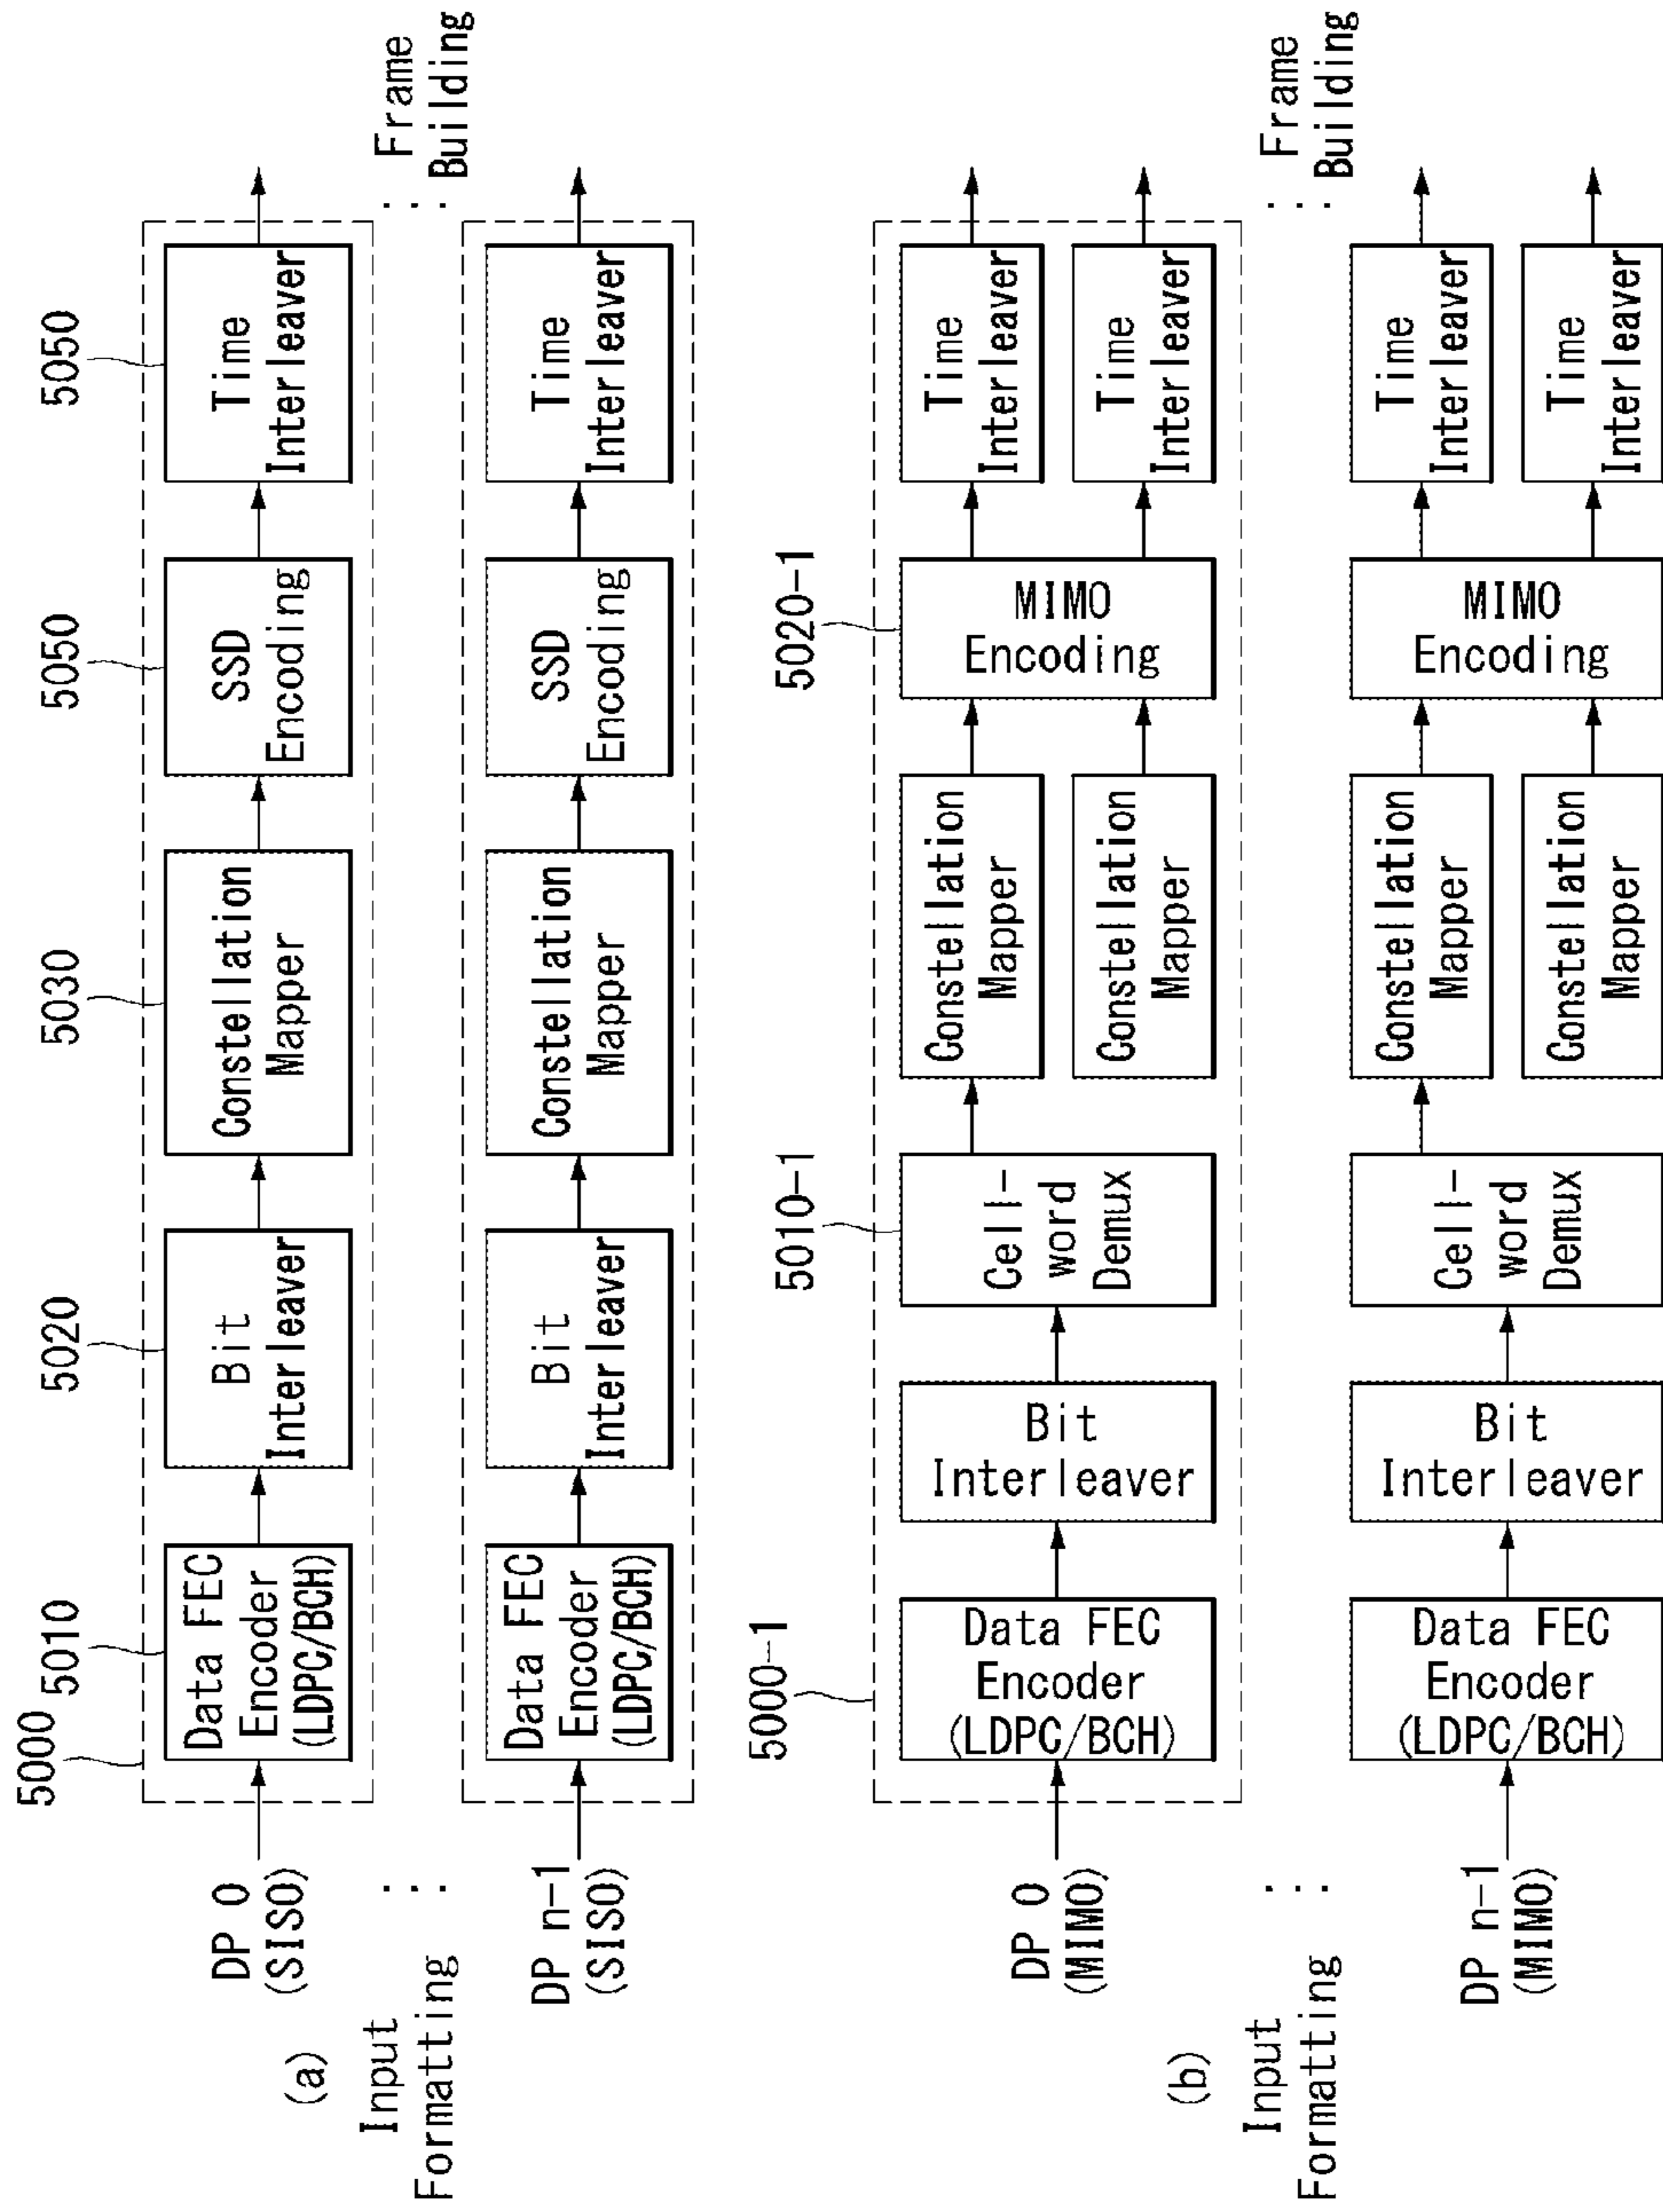 (a)
5000
5010
5020
5030
5050
5050
Input
Formatting
DP 0
(SISO)
Data FEC
Encoder
(LDPC/BCH)
Bit
Interleaver
Constellation
Mapper
SSD
Encoding
Time
Interleaver
...
...
Frame
Building
DP n-1
(SISO)
Data FEC
Encoder
(LDPC/BCH)
Bit
Interleaver
Constellation
Mapper
SSD
Encoding
Time
Interleaver
(b)
5000-1
5010-1
5020-1
Input
Formatting
DP 0
(MIMO)
Data FEC
Encoder
(LDPC/BCH)
Bit
Interleaver
Cell-
word
Demux
Constellation
Mapper
Constellation
Mapper
MIMO
Encoding
Time
Interleaver
Time
Interleaver
...
...
Frame
Building
DP n-1
(MIMO)
Data FEC
Encoder
(LDPC/BCH)
Bit
Interleaver
Cell-
word
Demux
Constellation
Mapper
Constellation
Mapper
MIMO
Encoding
Time
Interleaver
Time
Interleaver